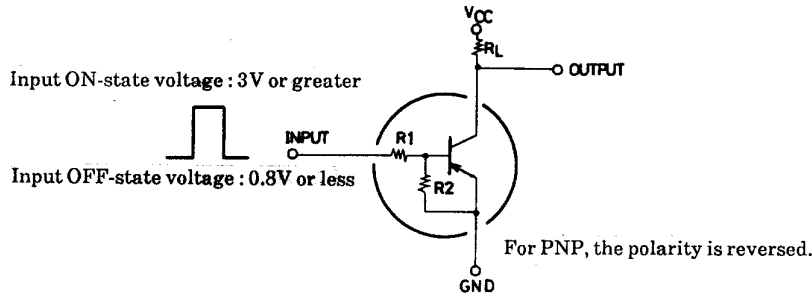 VCC
RL
OUTPUT
Input ON-state voltage : 3V or greater
INPUT
R1
R2
Input OFF-state voltage : 0.8V or less
For PNP, the polarity is reversed.
GND